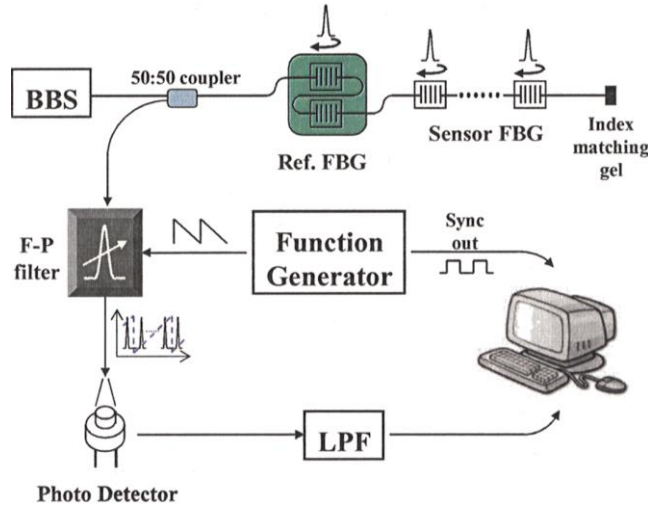 50:50 coupler
BBS
Ref. FBG
Sensor FBG
Index
matching
gel
F-P
filter
Function
Generator
Sync
out
LPF
Photo Detector